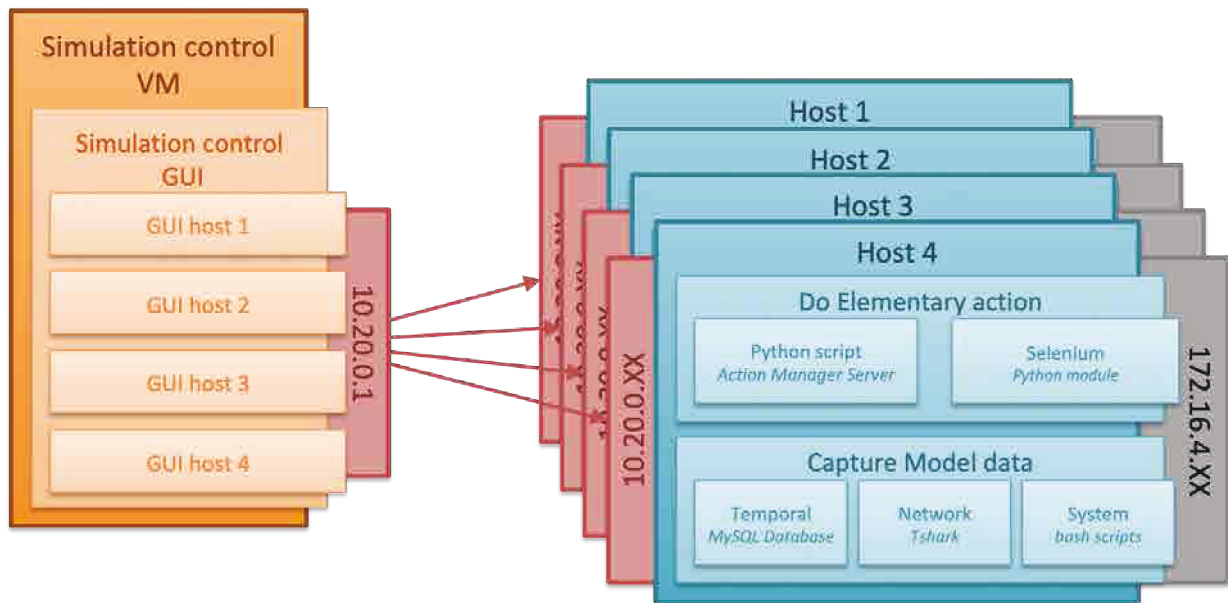 Simulation control
VM
Simulation control
GUI
GUI host 1
GUI host 2
GUI host 3
GUI host 4
10.20.0.1
Host 1
Host 2
Host 3
Host 4
10.20.0.XX
Do Elementary action
Python script
Action Manager Server
Selenium
Python module
Capture Model data
Temporal
MySQL Database
Network
Tshark
System
bash scripts
172.16.4.XX